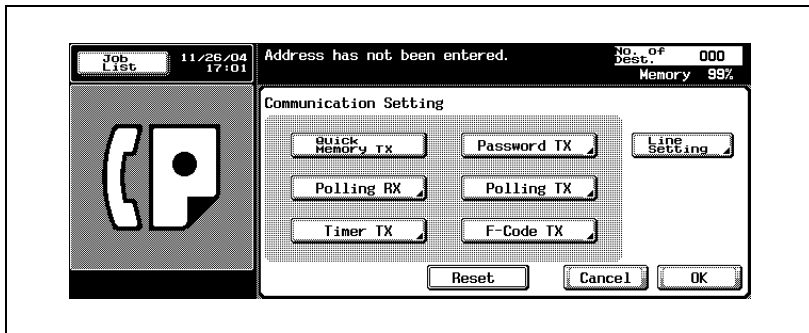 Job List
11/26/04
17:01
Address has not been entered.
No. of Dest.
000
Memory 99%
Communication Setting
Quick Memory TX
Password TX
Line Setting
Polling RX
Polling TX
Timer TX
F-Code TX
Reset
Cancel
OK